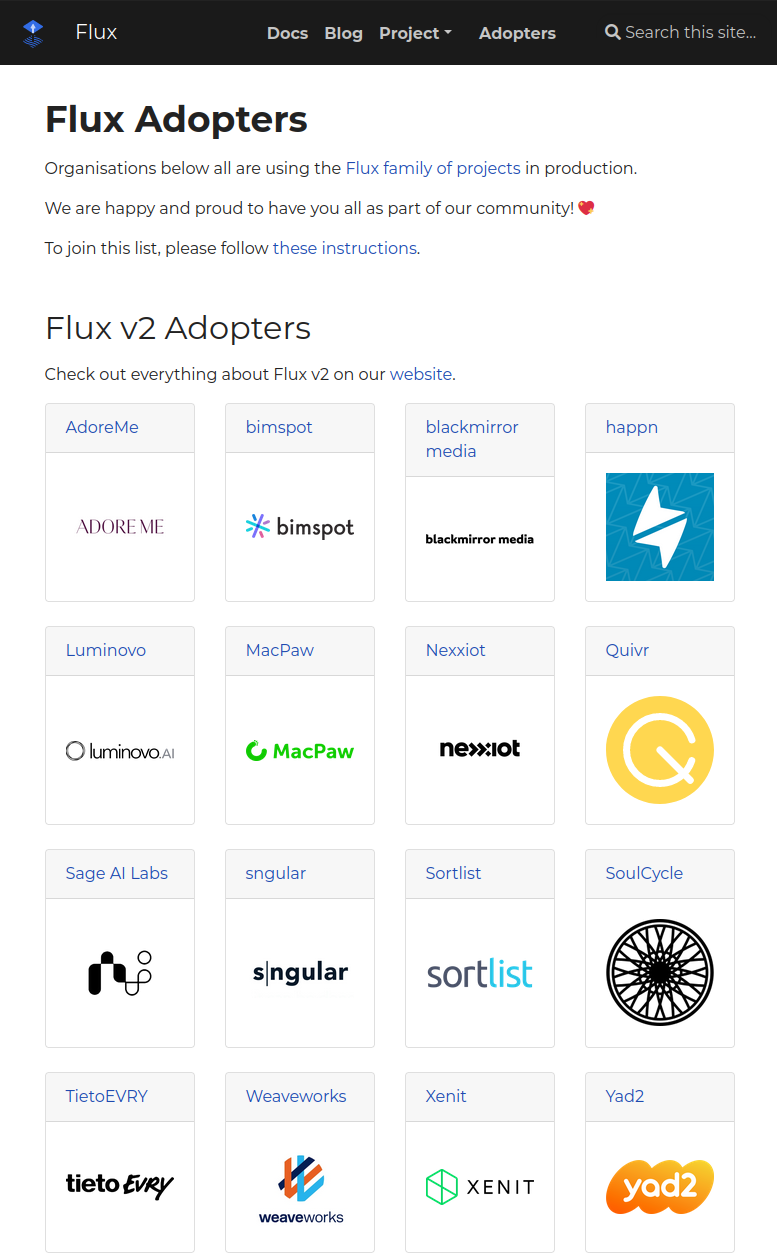 Flux
Docs Blog Project Adopters Search this site...
Flux Adopters
Organisations below all are using the Flux family of projects in production.
We are happy and proud to have you all as part of our community! 💖
To join this list, please follow these instructions.
Flux v2 Adopters
Check out everything about Flux v2 on our website.
AdoreMe
ADORE ME
bimspot
bimspot
blackmirror
media
blackmirror media
happn
Luminovo
luminovo.AI
MacPaw
MacPaw
Nexxiot
nexxiot
Quivr
Sage AI Labs
sngular
s|ngular
Sortlist
sortlist
SoulCycle
TietoEVRY
tieto EVRY
Weaveworks
weaveworks
Xenit
XENIT
Yad2
yad2